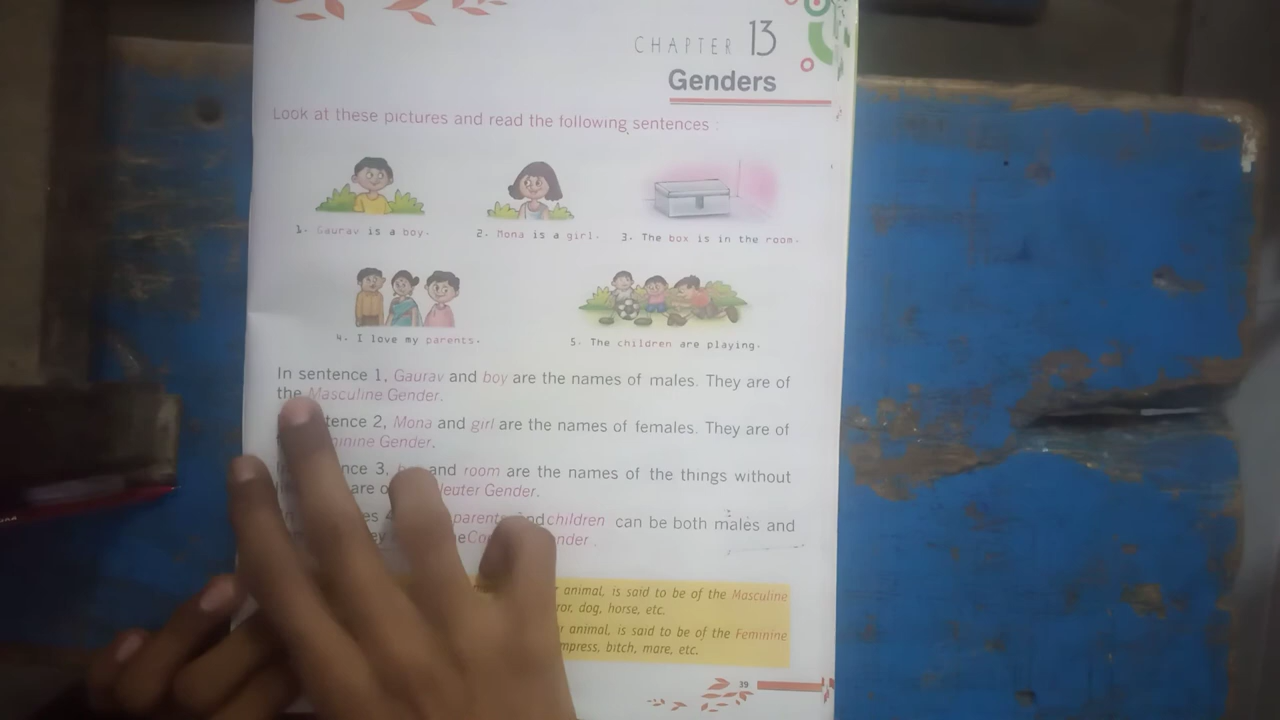 CHAPTER 13
Genders
Look at these pictures and read the following sentences :
1. Gaurav is a boy.
2. Mona is a girl.
3. The box is in the room.
4. I love my parents.
5. The children are playing.
In sentence 1, Gaurav and boy are the names of males. They are of
the Masculine Gender.
tence 2, Mona and girl are the names of females. They are of
inine Gender.
nce 3, and room are the names of the things without
are o Neuter Gender.
es 4 parents and children can be both males and
ey e Co ender.
animal, is said to be of the Masculine
ror, dog, horse, etc.
animal, is said to be of the Feminine
mpress, bitch, mare, etc.
39